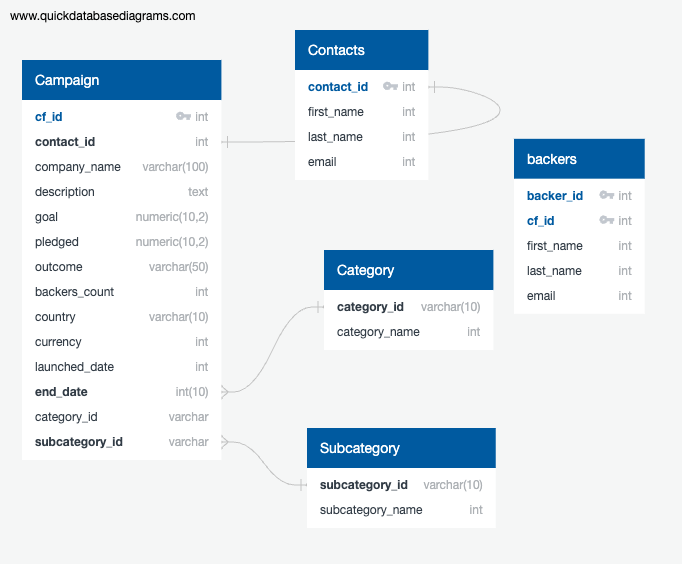 www.quickdatabasediagrams.com
Campaign
cf_id int
contact_id int
company_name varchar(100)
description text
goal numeric(10,2)
pledged numeric(10,2)
outcome varchar(50)
backers_count int
country varchar(10)
currency int
launched_date int
end_date int(10)
category_id varchar
subcategory_id varchar
Contacts
contact_id int
first_name int
last_name int
email int
backers
backer_id int
cf_id int
first_name int
last_name int
email int
Category
category_id varchar(10)
category_name int
Subcategory
subcategory_id varchar(10)
subcategory_name int